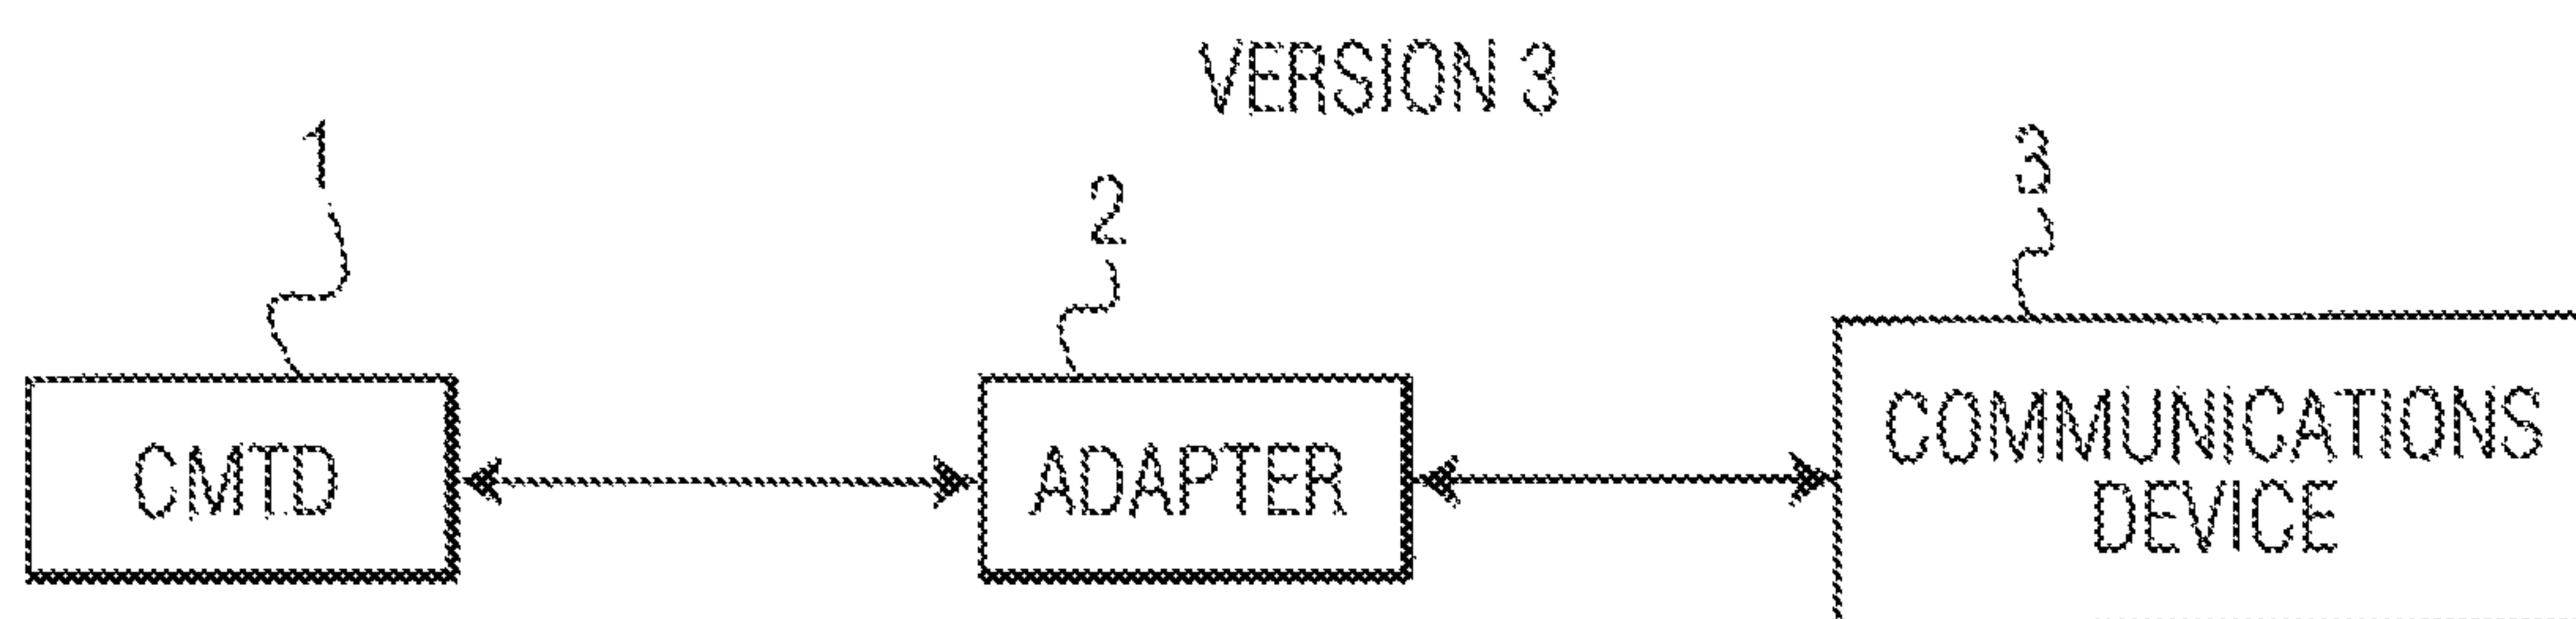 VERSION 3
1
2
3
CMTD
ADAPTER
COMMUNICATIONS
DEVICE